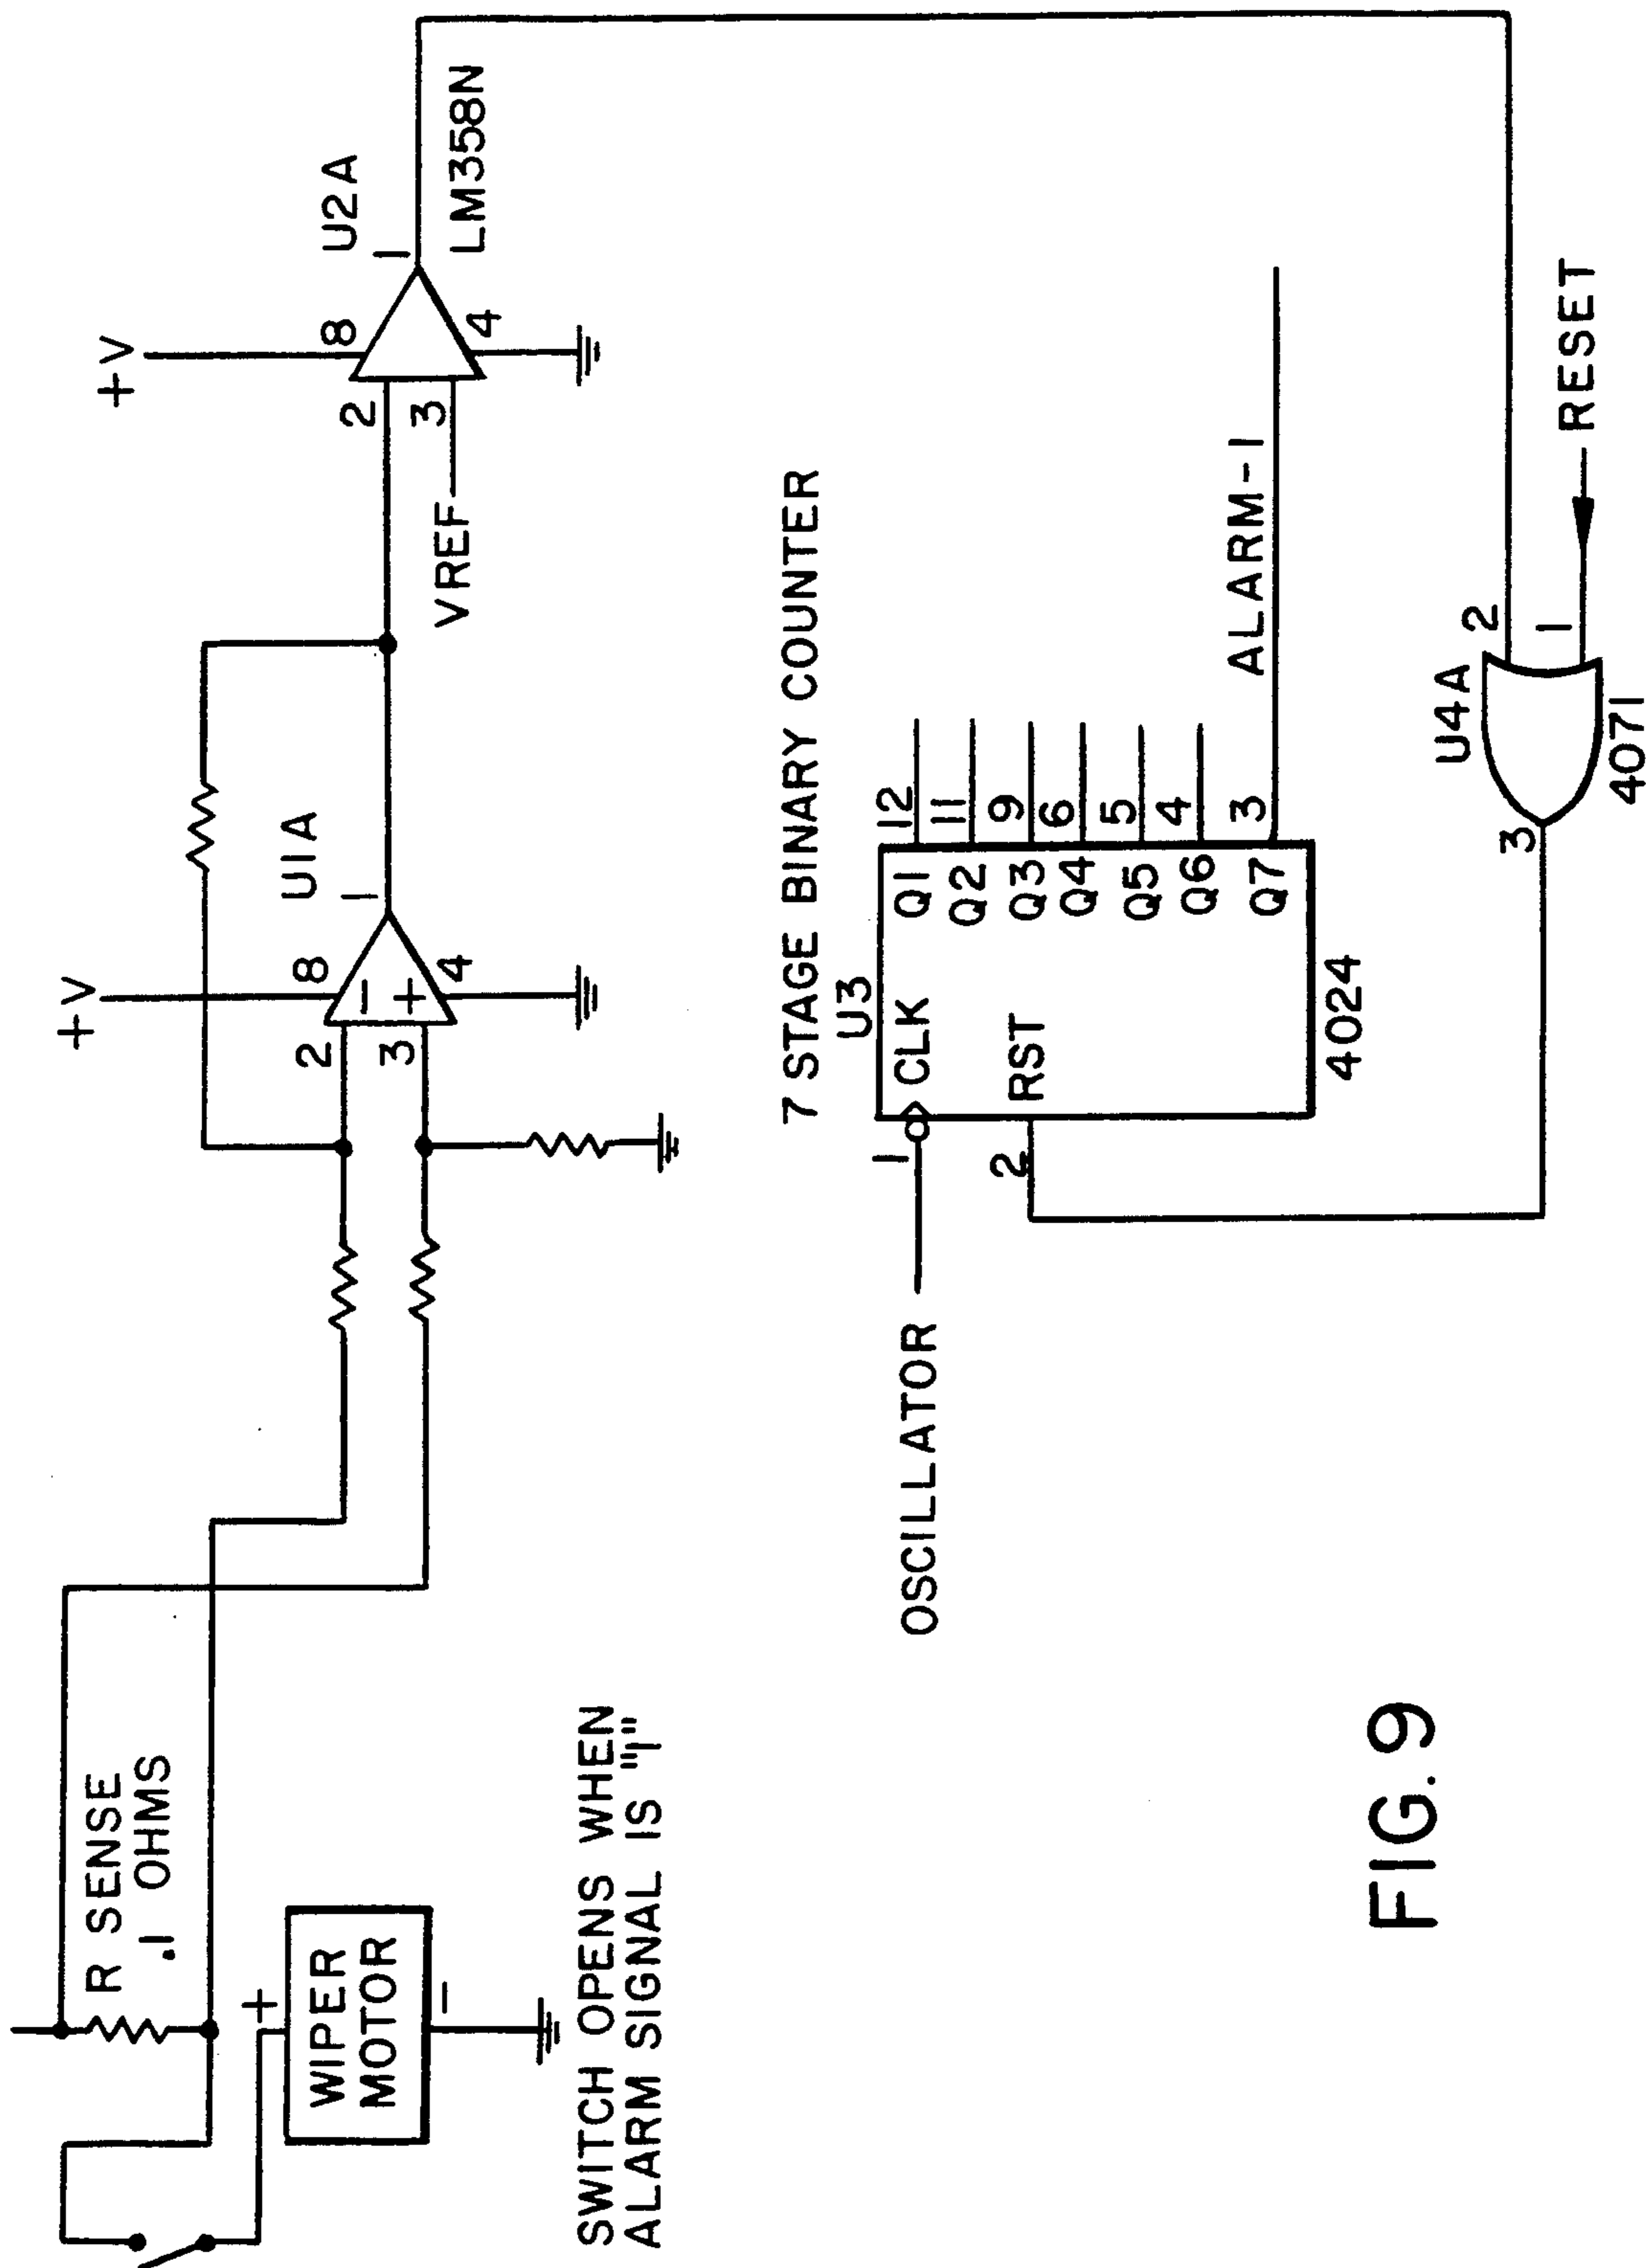 R SENSE
.1 OHMS
+
WIPER
MOTOR
-
SWITCH OPENS WHEN
ALARM SIGNAL IS "1"
+V
U1A
8
2
-
1
3
+
4
+V
U2A
8
2
1
3
4
VREF
LM358N
7 STAGE BINARY COUNTER
U3
OSCILLATOR
1
CLK
2
RST
Q1
12
Q2
11
Q3
9
Q4
6
Q5
5
Q6
4
Q7
3
ALARM-1
4024
U4A
2
3
1
RESET
4071
FIG. 9